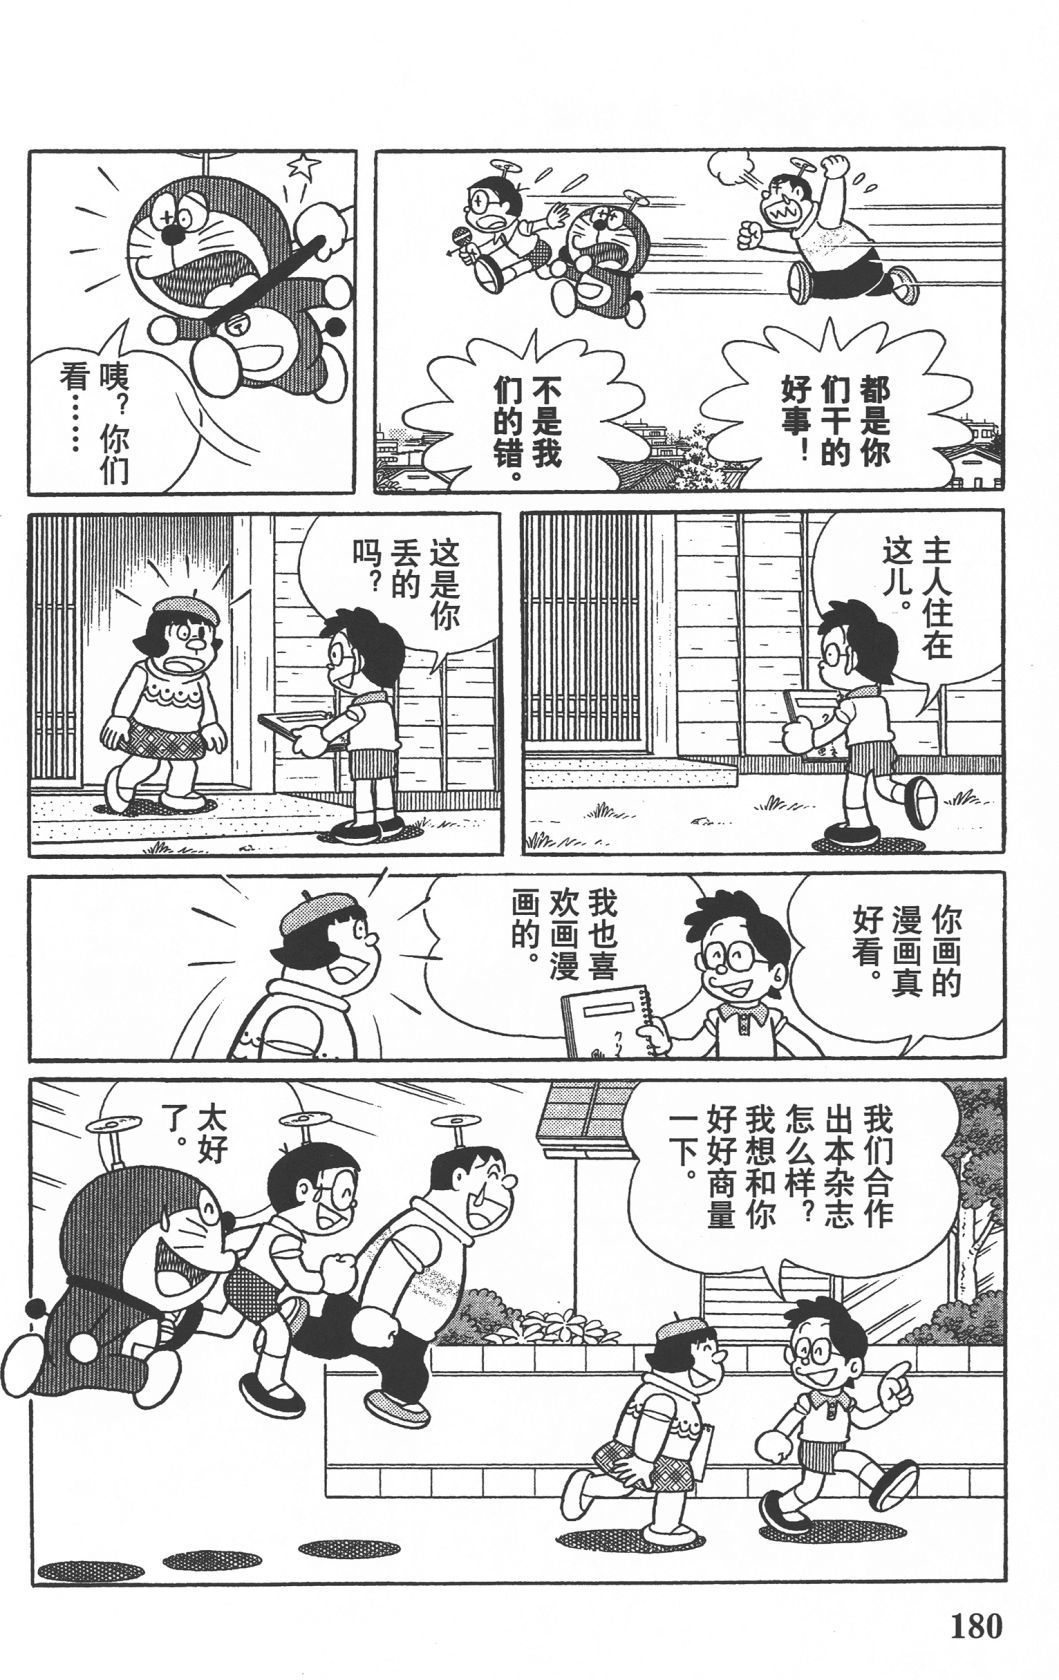 都是你
们干的
好事！
不是我
们的错。
咦？你们
看……
主人住在
这儿。
这是你
丢的
吗？
你画的
漫画真
好看。
我也喜
欢画漫
画的。
我们合作
出本杂志
怎么样？
我想和你
好好商量
一下。
太好
了。
180